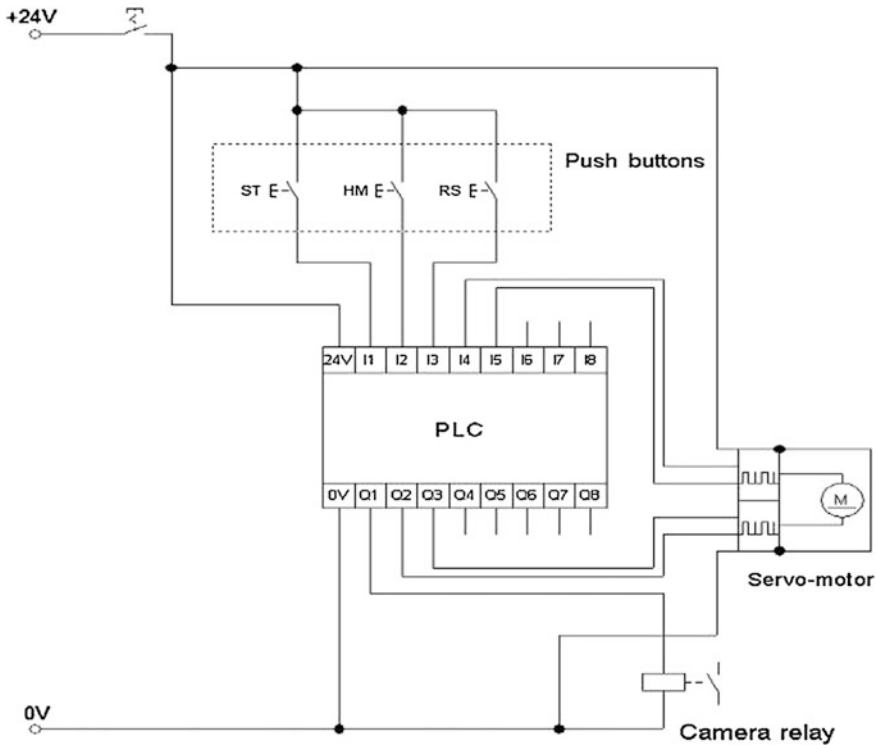 +24V
Push buttons
ST HM RS
24V I1 I2 I3 I4 I5 I6 I7 I8
PLC
0V Q1 Q2 Q3 Q4 Q5 Q6 Q7 Q8
M
Servo-motor
0V
Camera relay